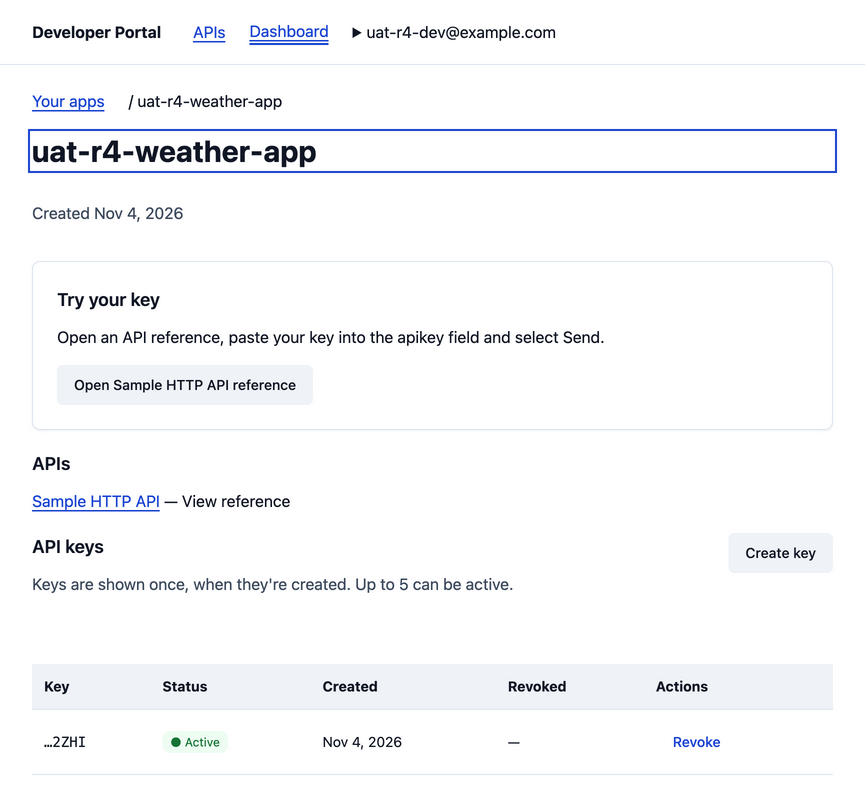 Developer Portal APIs Dashboard ▶ uat-r4-dev@example.com
Your apps / uat-r4-weather-app
uat-r4-weather-app
Created Nov 4, 2026
Try your key
Open an API reference, paste your key into the apikey field and select Send.
Open Sample HTTP API reference
APIs
Sample HTTP API — View reference
API keys
Create key
Keys are shown once, when they're created. Up to 5 can be active.
Key Status Created Revoked Actions
…2ZHI Active Nov 4, 2026 — Revoke